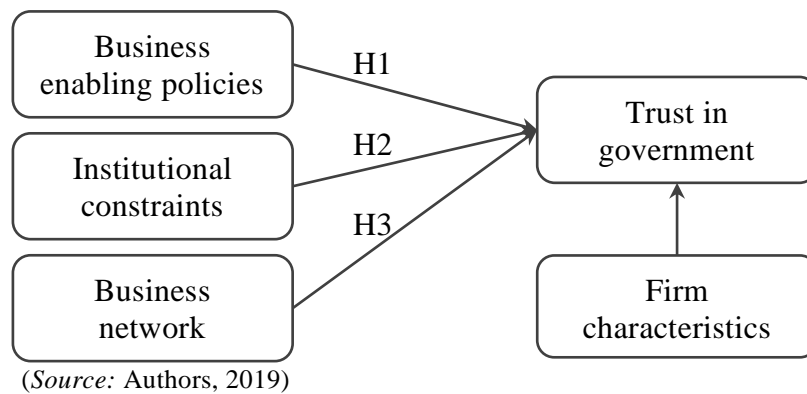 Business
enabling policies
H1
Institutional
constraints
H2
Business
network
H3
Trust in
government
Firm
characteristics
(Source: Authors, 2019)